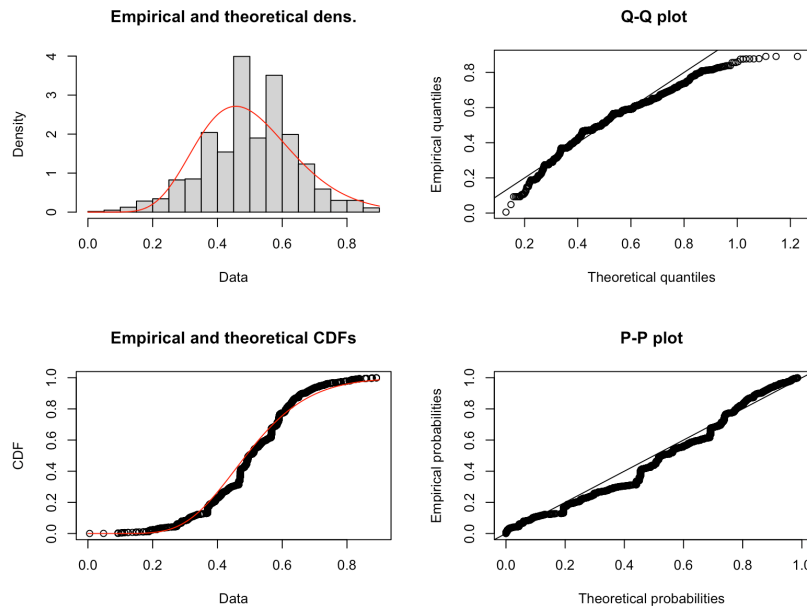 Empirical and theoretical dens.
Density
0 1 2 3 4
0.0 0.2 0.4 0.6 0.8
Data
Q-Q plot
Empirical quantiles
0.0 0.2 0.4 0.6 0.8
0.2 0.4 0.6 0.8 1.0 1.2
Theoretical quantiles
Empirical and theoretical CDFs
CDF
0.0 0.2 0.4 0.6 0.8 1.0
0.0 0.2 0.4 0.6 0.8
Data
P-P plot
Empirical probabilities
0.0 0.2 0.4 0.6 0.8 1.0
0.0 0.2 0.4 0.6 0.8 1.0
Theoretical probabilities